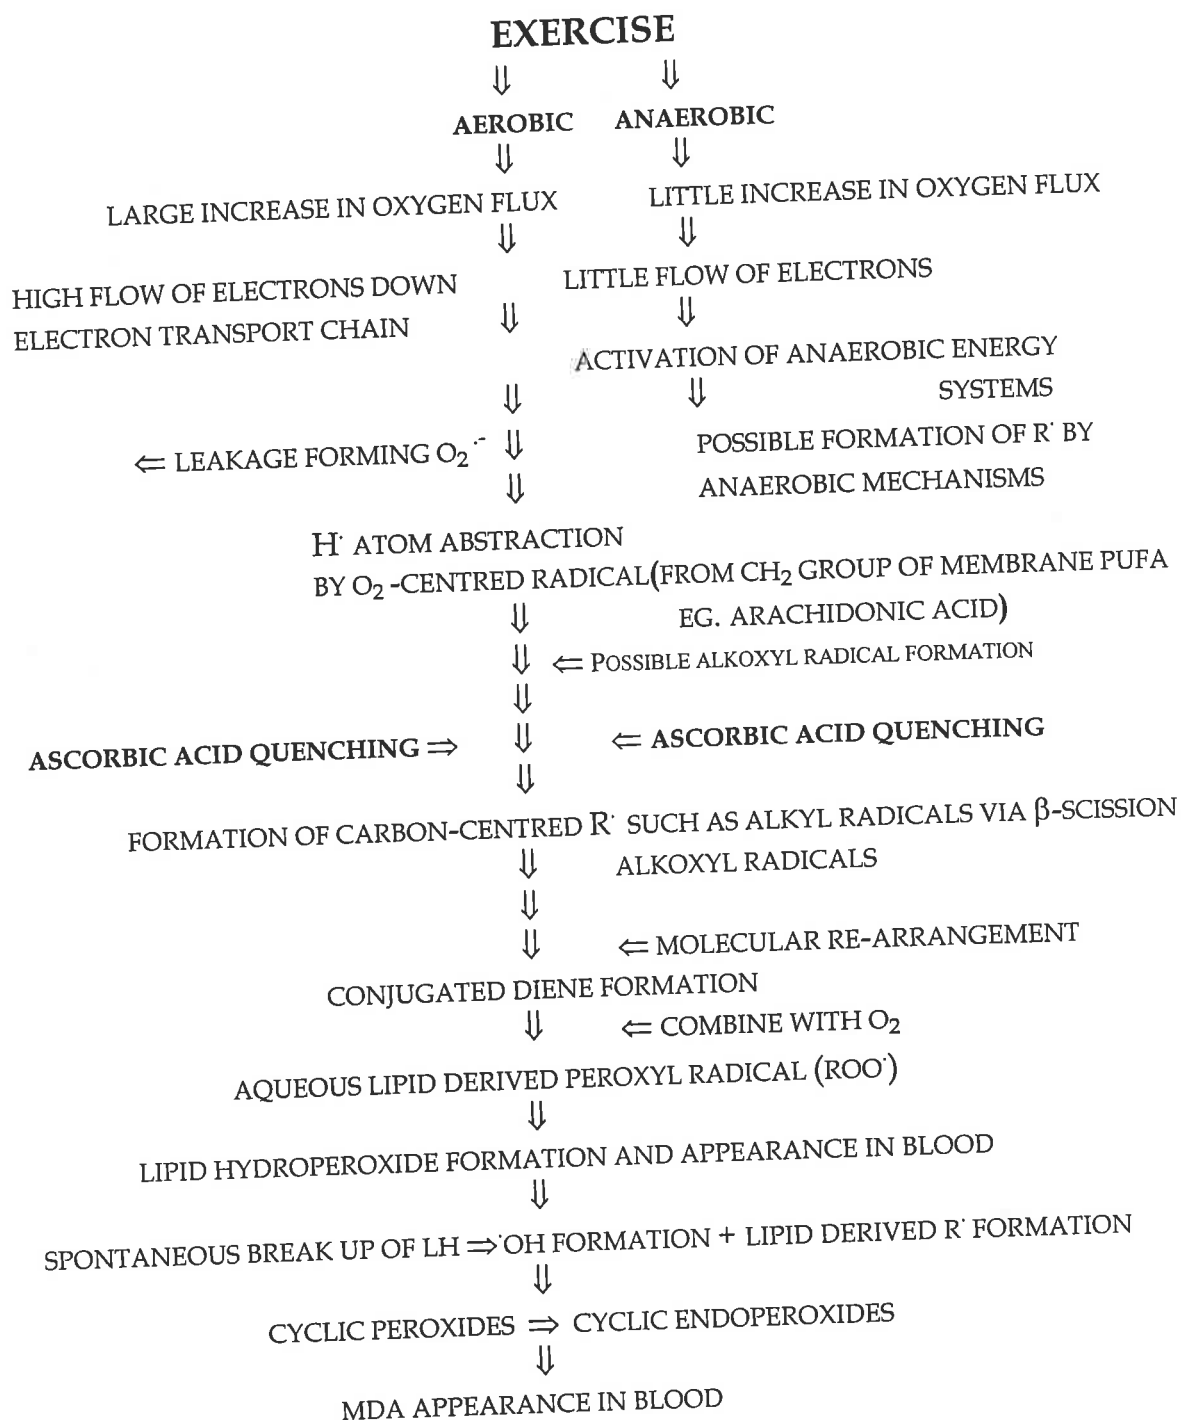 EXERCISE
⇓ ⇓
AEROBIC ANAEROBIC
⇓ ⇓
LARGE INCREASE IN OXYGEN FLUX LITTLE INCREASE IN OXYGEN FLUX
⇓ ⇓
HIGH FLOW OF ELECTRONS DOWN LITTLE FLOW OF ELECTRONS
ELECTRON TRANSPORT CHAIN ⇓ ⇓
ACTIVATION OF ANAEROBIC ENERGY
⇓ ⇓ SYSTEMS
⇐ LEAKAGE FORMING O₂˙⁻ ⇓ POSSIBLE FORMATION OF R˙ BY
⇓ ANAEROBIC MECHANISMS
H˙ ATOM ABSTRACTION
BY O₂ -CENTRED RADICAL(FROM CH₂ GROUP OF MEMBRANE PUFA
⇓ EG. ARACHIDONIC ACID)
⇓ ⇐ POSSIBLE ALKOXYL RADICAL FORMATION
⇓
ASCORBIC ACID QUENCHING ⇒ ⇓ ⇐ ASCORBIC ACID QUENCHING
⇓
FORMATION OF CARBON-CENTRED R˙ SUCH AS ALKYL RADICALS VIA β-SCISSION
⇓ ALKOXYL RADICALS
⇓
⇓ ⇐ MOLECULAR RE-ARRANGEMENT
CONJUGATED DIENE FORMATION
⇓ ⇐ COMBINE WITH O₂
AQUEOUS LIPID DERIVED PEROXYL RADICAL (ROO˙)
⇓
LIPID HYDROPEROXIDE FORMATION AND APPEARANCE IN BLOOD
⇓
SPONTANEOUS BREAK UP OF LH ⇒˙OH FORMATION + LIPID DERIVED R˙ FORMATION
⇓
CYCLIC PEROXIDES ⇒ CYCLIC ENDOPEROXIDES
⇓
MDA APPEARANCE IN BLOOD